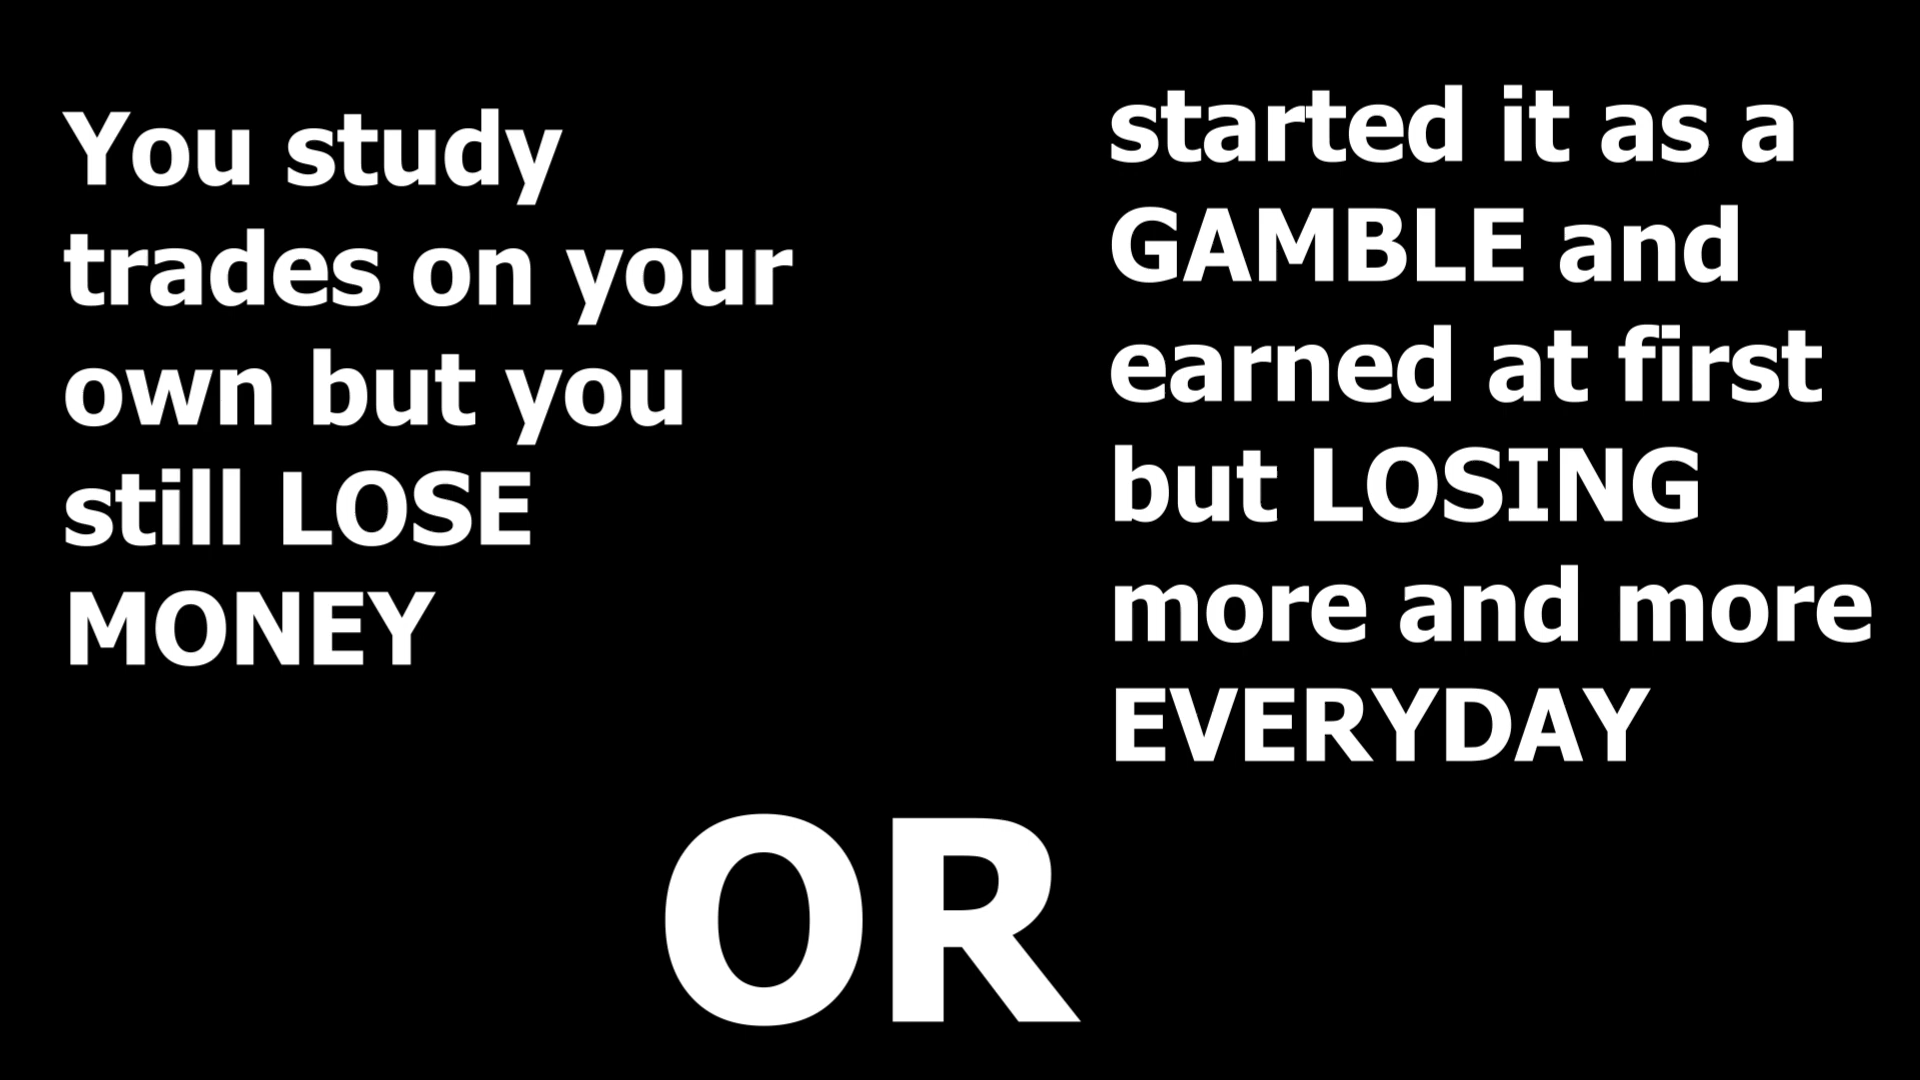 You study
trades on your
own but you
still LOSE
MONEY
started it as a
GAMBLE and
earned at first
but LOSING
more and more
EVERYDAY
OR